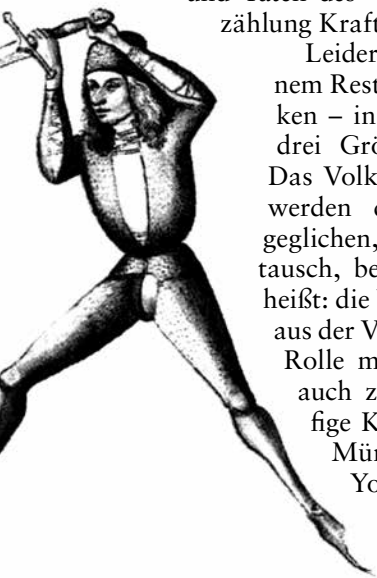 und Taten des
zählung Kraft
Leider
nem Rest
ken – in
drei Grö
Das Volk
werden
geglichen,
tausch, be
heißt: die
aus der V
Rolle m
auch z
fige K
Mün
Yo